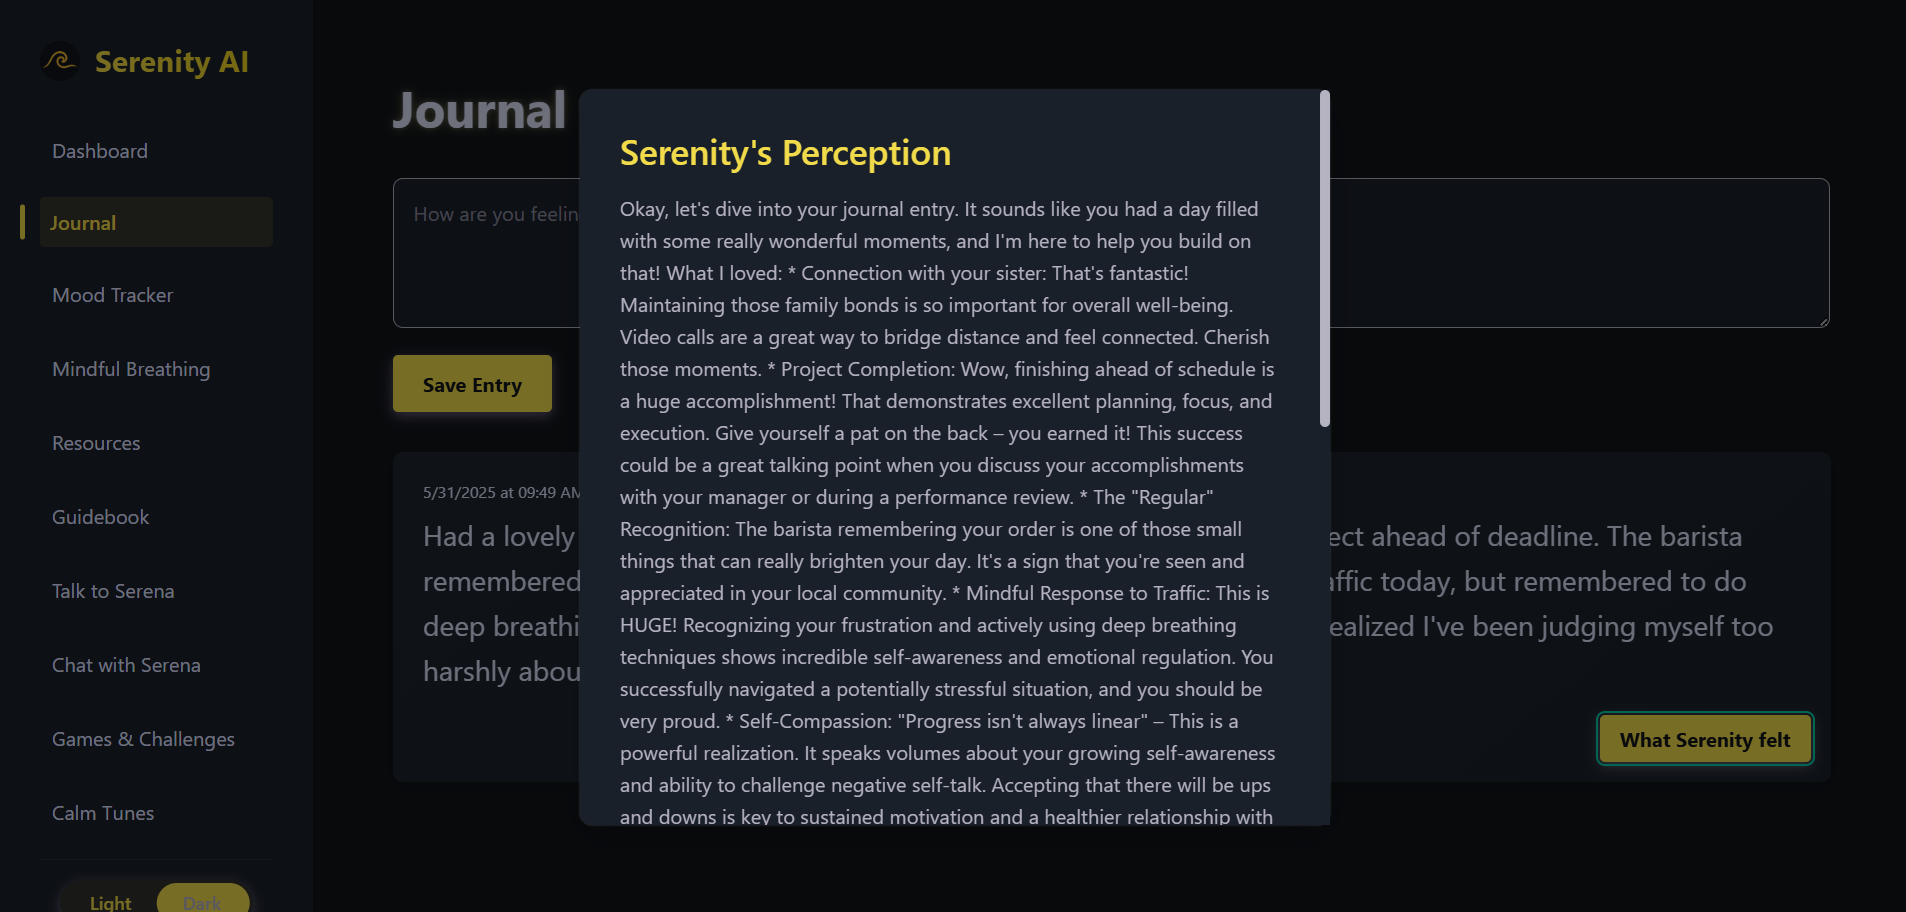 Serenity AI
Dashboard
Journal
Mood Tracker
Mindful Breathing
Resources
Guidebook
Talk to Serena
Chat with Serena
Games & Challenges
Calm Tunes
Light
Dark
Journal
How are you feelin
Save Entry
5/31/2025 at 09:49 AM
Had a lovely
remembered
deep breathi
harshly abou
ect ahead of deadline. The barista
affic today, but remembered to do
ealized I've been judging myself too
What Serenity felt
Serenity's Perception
Okay, let's dive into your journal entry. It sounds like you had a day filled
with some really wonderful moments, and I'm here to help you build on
that! What I loved: * Connection with your sister: That's fantastic!
Maintaining those family bonds is so important for overall well-being.
Video calls are a great way to bridge distance and feel connected. Cherish
those moments. * Project Completion: Wow, finishing ahead of schedule is
a huge accomplishment! That demonstrates excellent planning, focus, and
execution. Give yourself a pat on the back – you earned it! This success
could be a great talking point when you discuss your accomplishments
with your manager or during a performance review. * The "Regular"
Recognition: The barista remembering your order is one of those small
things that can really brighten your day. It's a sign that you're seen and
appreciated in your local community. * Mindful Response to Traffic: This is
HUGE! Recognizing your frustration and actively using deep breathing
techniques shows incredible self-awareness and emotional regulation. You
successfully navigated a potentially stressful situation, and you should be
very proud. * Self-Compassion: "Progress isn't always linear" – This is a
powerful realization. It speaks volumes about your growing self-awareness
and ability to challenge negative self-talk. Accepting that there will be ups
and downs is key to sustained motivation and a healthier relationship with